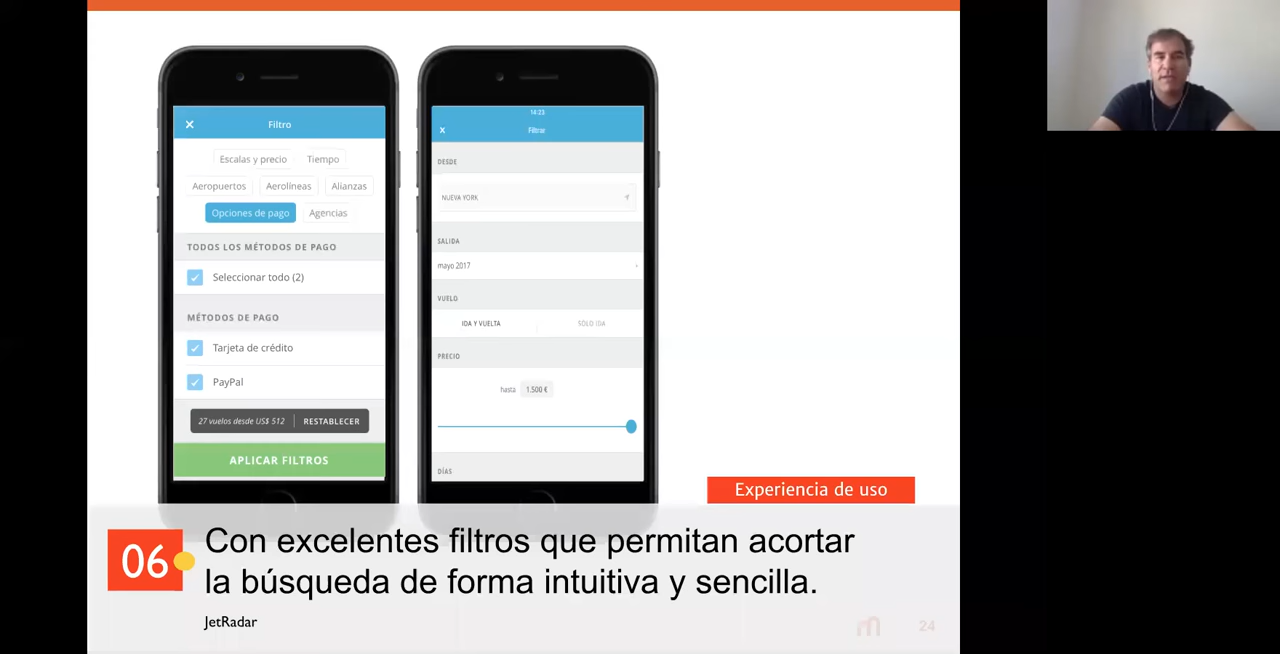 Filtro
Escalas y precio Tiempo
Aeropuertos Aerolíneas Alianzas
Opciones de pago Agencias
TODOS LOS MÉTODOS DE PAGO
Seleccionar todo (2)
MÉTODOS DE PAGO
Tarjeta de crédito
PayPal
27 vuelos desde US$ 512 | RESTABLECER
APLICAR FILTROS
14:23
X Filtrar
DESDE
NUEVA YORK
SALIDA
mayo 2017
VUELO
IDA Y VUELTA SOLO IDA
PRECIO
hasta 1.500 €
DÍAS
Experiencia de uso
06
Con excelentes filtros que permitan acortar
la búsqueda de forma intuitiva y sencilla.
JetRadar
m 24